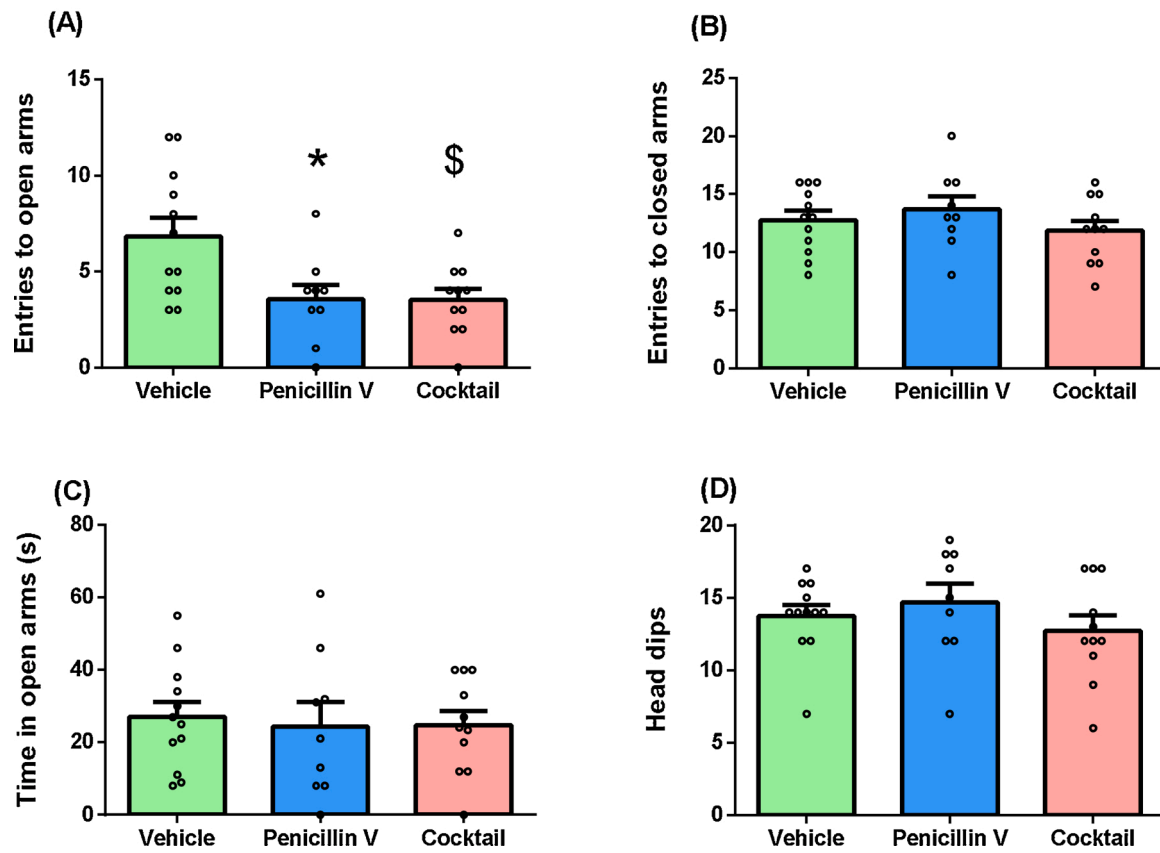 (A)
Entries to open arms
15
10
5
0
*
$
Vehicle
Penicillin V
Cocktail
(B)
Entries to closed arms
25
20
15
10
5
0
Vehicle
Penicillin V
Cocktail
(C)
Time in open arms (s)
80
60
40
20
0
Vehicle
Penicillin V
Cocktail
(D)
Head dips
20
15
10
5
0
Vehicle
Penicillin V
Cocktail